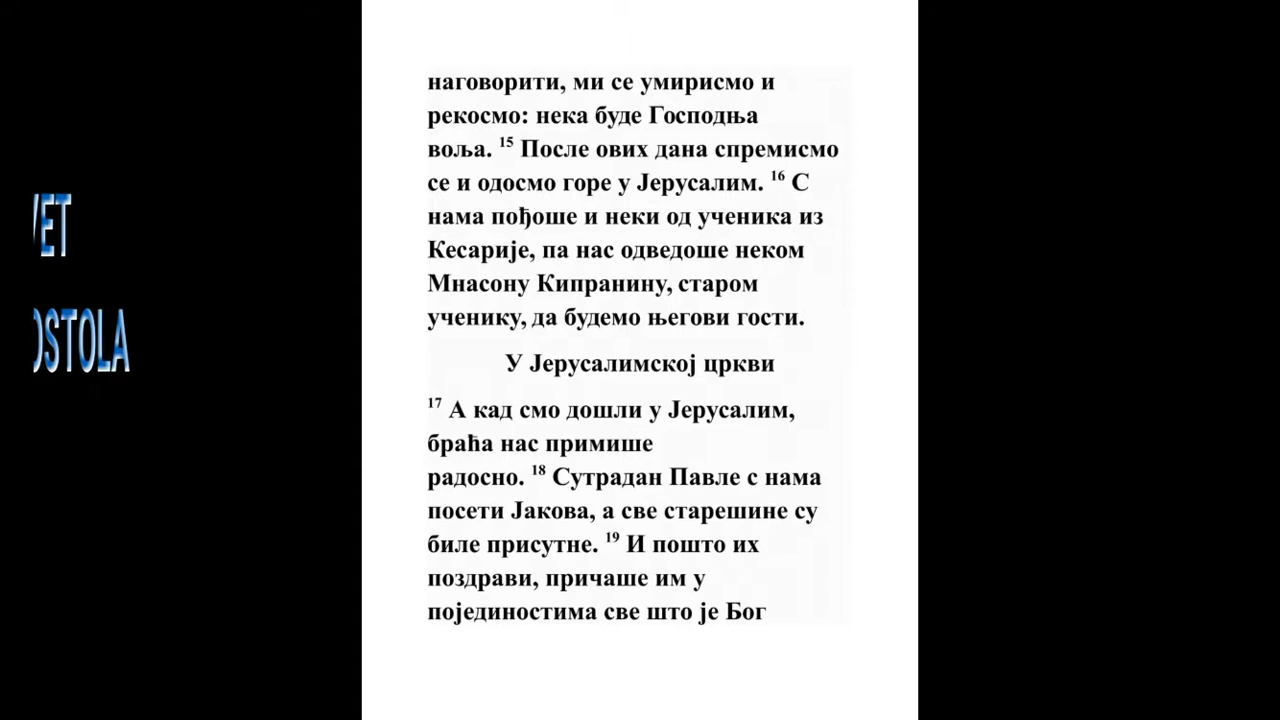 VET
OSTOLA
наговорити, ми се умирисмо и
рекосмо: нека буде Господња
воља. 15 После ових дана спремисмо
се и одосмо горе у Јерусалим. 16 С
нама пођоше и неки од ученика из
Кесарије, па нас одведоше неком
Мнасону Кипранину, старом
ученику, да будемо његови гости.
У Јерусалимској цркви
17 А кад смо дошли у Јерусалим,
браћа нас примише
радосно. 18 Сутрадан Павле с нама
посети Јакова, а све старешине су
биле присутне. 19 И пошто их
поздрави, причаше им у
појединостима све што је Бог